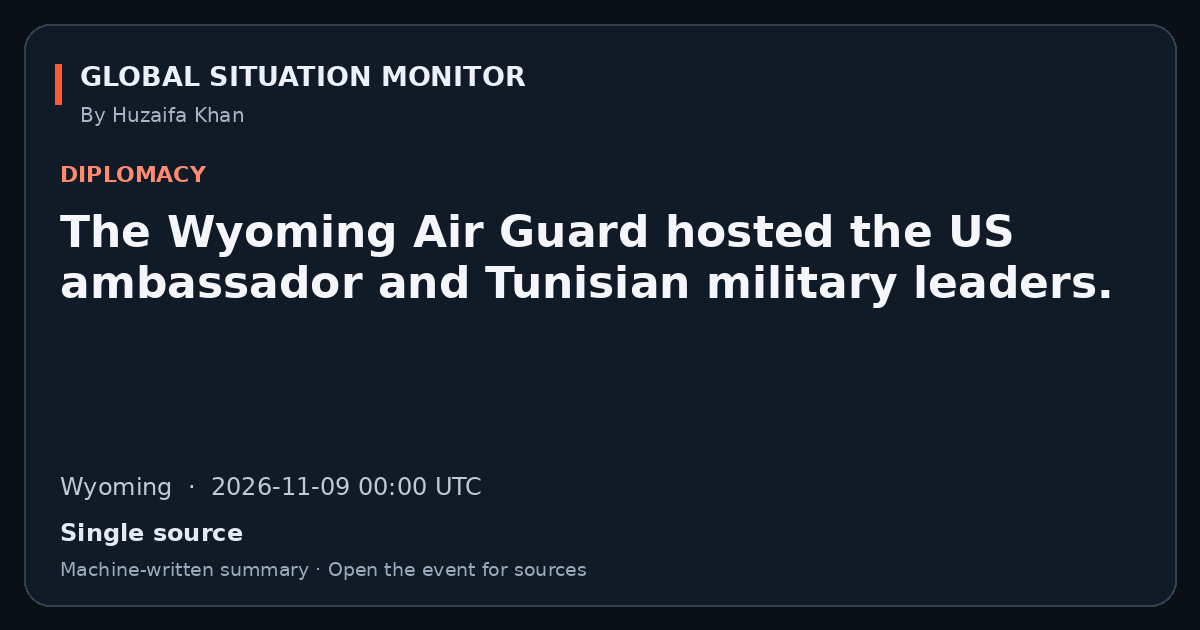 GLOBAL SITUATION MONITOR
By Huzaifa Khan
DIPLOMACY
The Wyoming Air Guard hosted the US
ambassador and Tunisian military leaders.
Wyoming · 2026-11-09 00:00 UTC
Single source
Machine-written summary · Open the event for sources